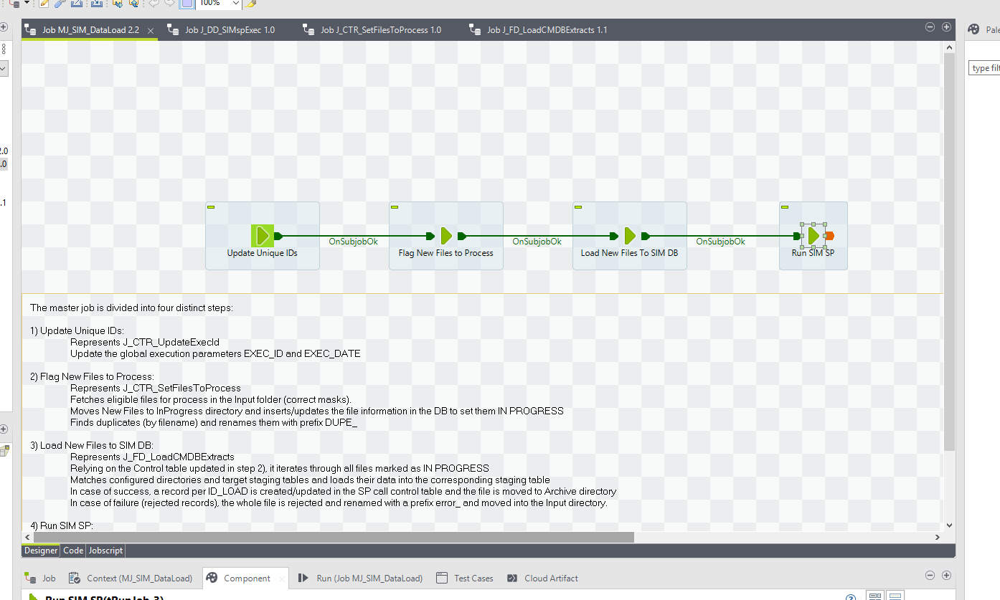 100%
Job MJ_SIM_DataLoad 2.2
Job J_DD_SIMspExec 1.0
Job J_CTR_SetFilesToProcess 1.0
Job J_FD_LoadCMDBExtracts 1.1
type filt
2.0
.0
.1
OnSubjobOk
OnSubjobOk
OnSubjobOk
Update Unique IDs
Flag New Files to Process
Load New Files To SIM DB
Run SIM SP
The master job is divided into four distinct steps:
1) Update Unique IDs:
Represents J_CTR_UpdateExecId
Update the global execution parameters EXEC_ID and EXEC_DATE
2) Flag New Files to Process:
Represents J_CTR_SetFilesToProcess
Fetches eligible files for process in the Input folder (correct masks).
Moves New Files to InProgress directory and inserts/updates the file information in the DB to set them IN PROGRESS
Finds duplicates (by filename) and renames them with prefix DUPE_
3) Load New Files to SIM DB:
Represents J_FD_LoadCMDBExtracts
Relying on the Control table updated in step 2), it iterates through all files marked as IN PROGRESS
Matches configured directories and target staging tables and loads their data into the corresponding staging table
In case of success, a record per ID_LOAD is created/updated in the SP call control table and the file is moved to Archive directory
In case of failure (rejected records), the whole file is rejected and renamed with a prefix error_ and moved into the Input directory.
4) Run SIM SP:
Designer Code Jobscript
Job
Context (MJ_SIM_DataLoad)
Component
Run (Job MJ_SIM_DataLoad)
Test Cases
Cloud Artifact
Run SIM SP(tRunJob_3)